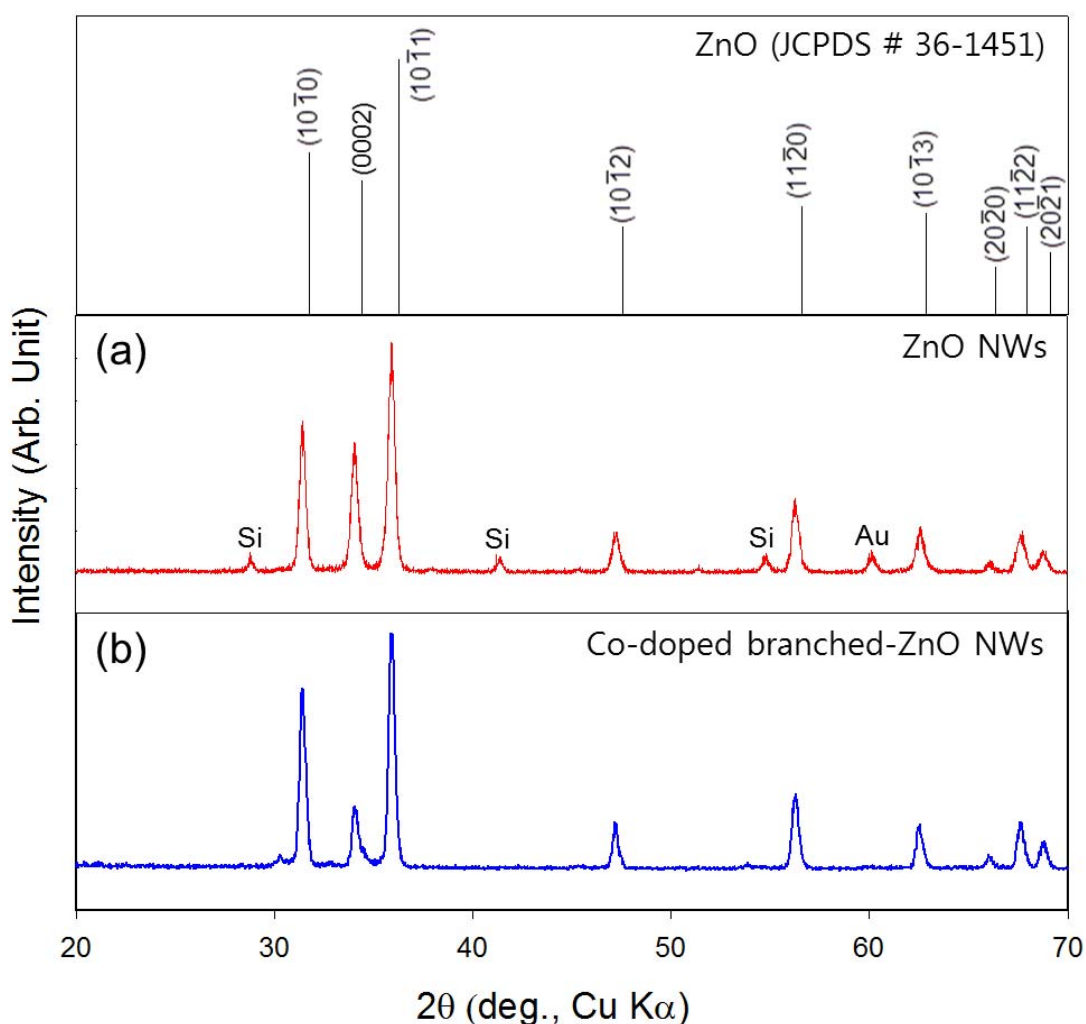 ZnO (JCPDS # 36-1451)
(101̅0)
(0002)
(101̅1)
(101̅2)
(112̅0)
(101̅3)
(202̅0)
(112̅2)
(202̅1)
Intensity (Arb. Unit)
(a)
ZnO NWs
Si
Si
Si
Au
(b)
Co-doped branched-ZnO NWs
20 30 40 50 60 70
2θ (deg., Cu Kα)